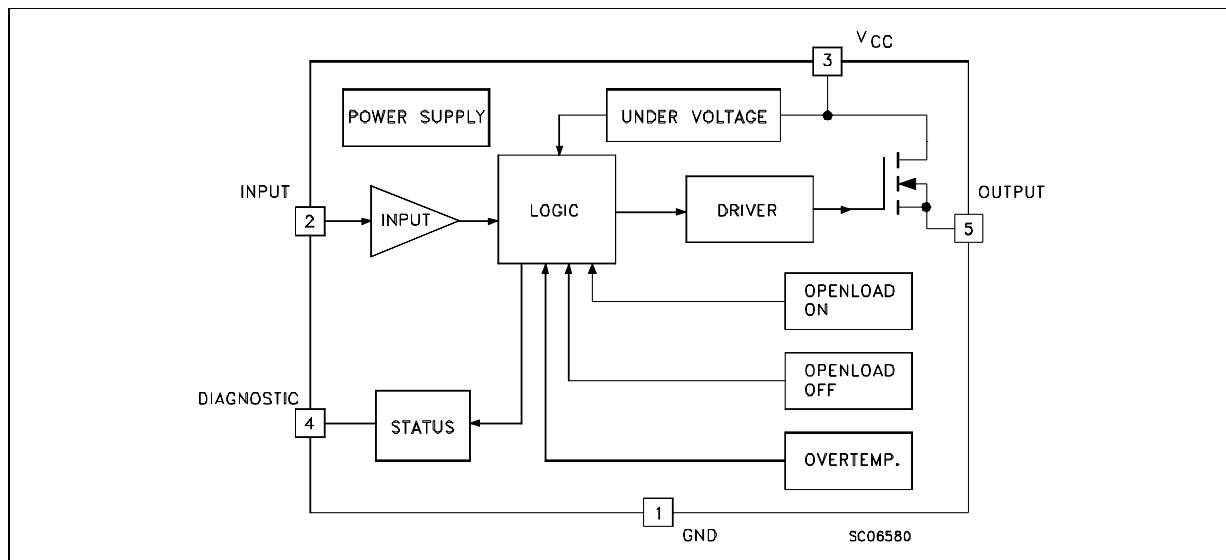 VCC
3
POWER SUPPLY
UNDER VOLTAGE
INPUT
2
INPUT
LOGIC
DRIVER
OUTPUT
5
OPENLOAD
ON
OPENLOAD
OFF
DIAGNOSTIC
4
STATUS
OVERTEMP.
1
GND
SC06580